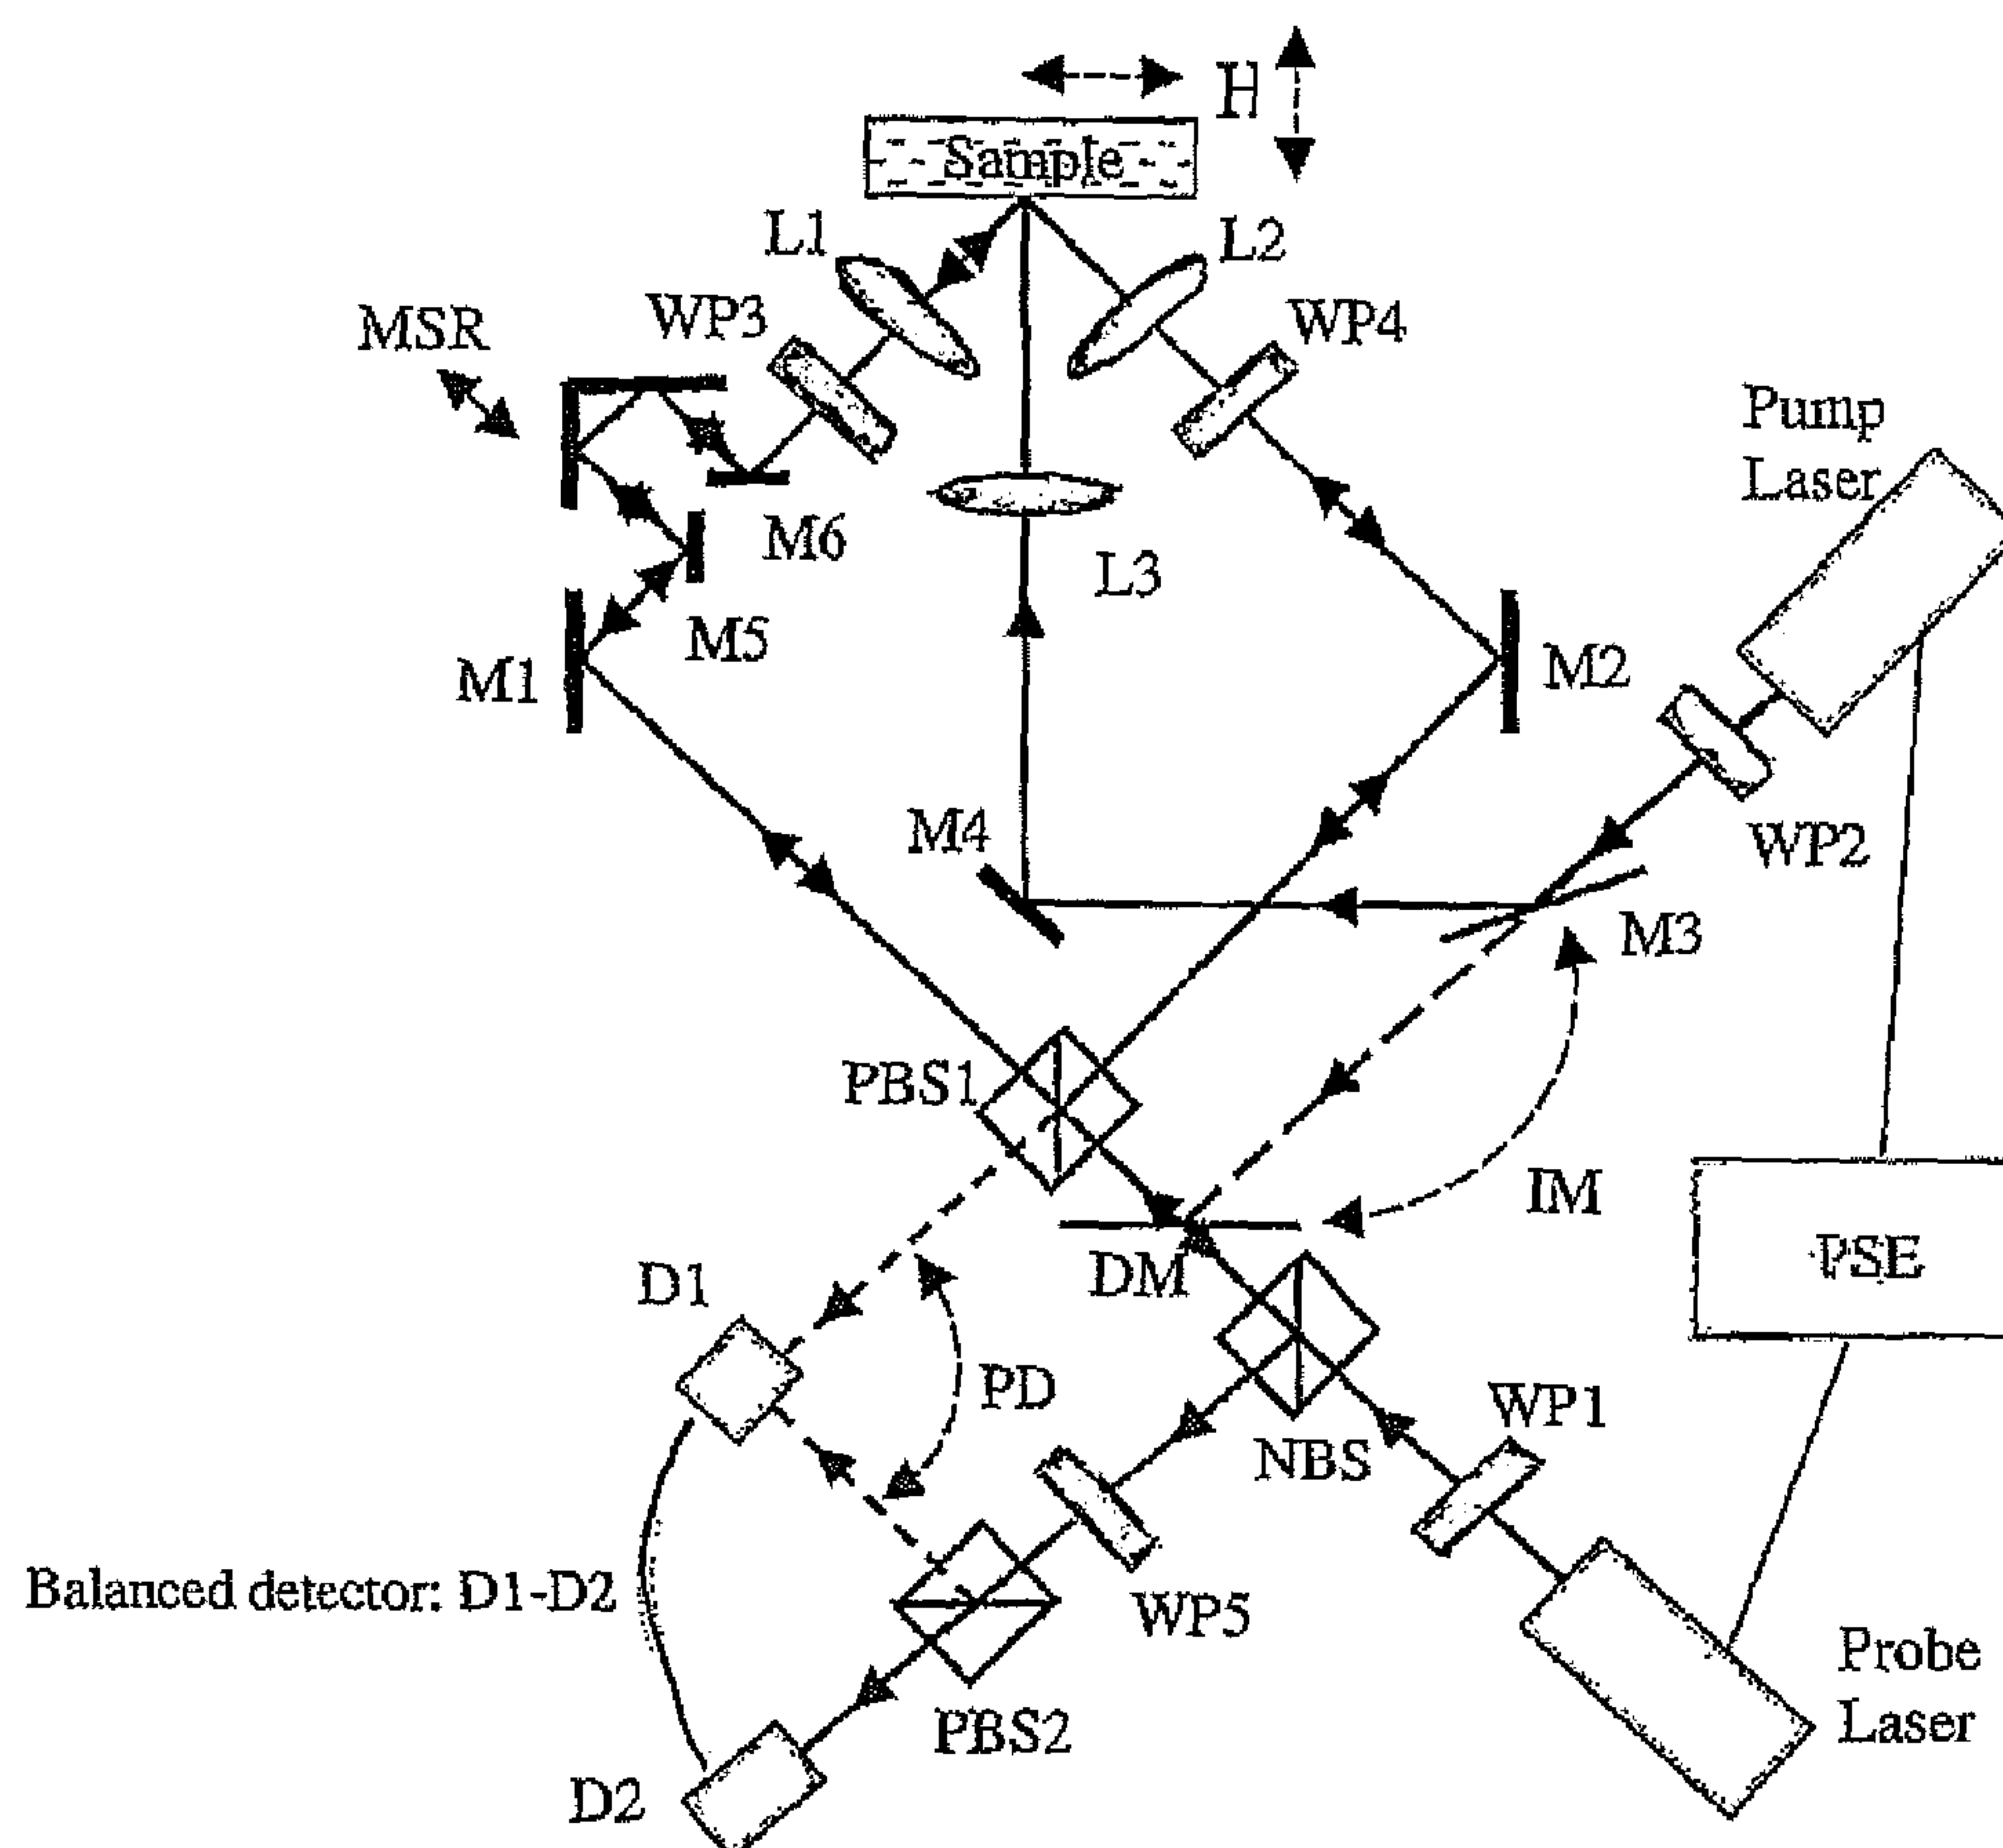 H
Sample
L1
L2
MSR
WP3
WP4
Pump
Laser
M6
L3
M5
M1
M2
M4
WP2
M3
PBS1
IM
DM
PSE
D1
PD
WP1
NBS
Balanced detector: D1-D2
WP5
Probe
Laser
PBS2
D2